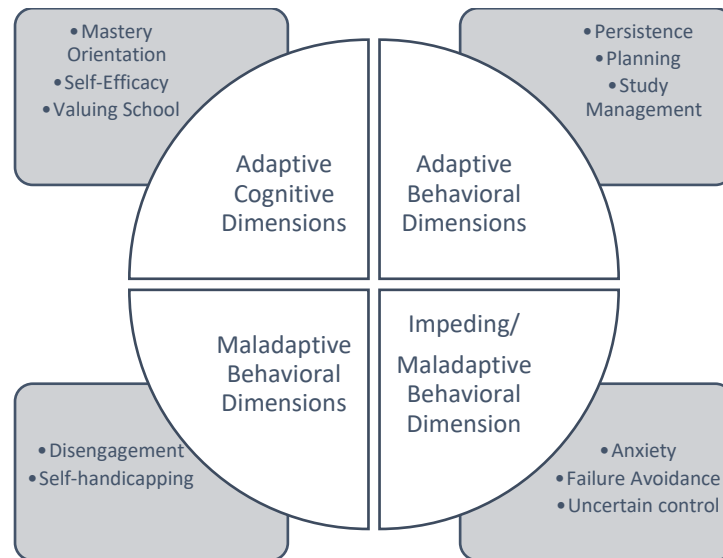 •Mastery
Orientation
•Self-Efficacy
•Valuing School
•Persistence
•Planning
•Study
Management
Adaptive
Cognitive
Dimensions
Adaptive
Behavioral
Dimensions
Maladaptive
Behavioral
Dimensions
Impeding/
Maladaptive
Behavioral
Dimension
•Disengagement
•Self-handicapping
•Anxiety
•Failure Avoidance
•Uncertain control